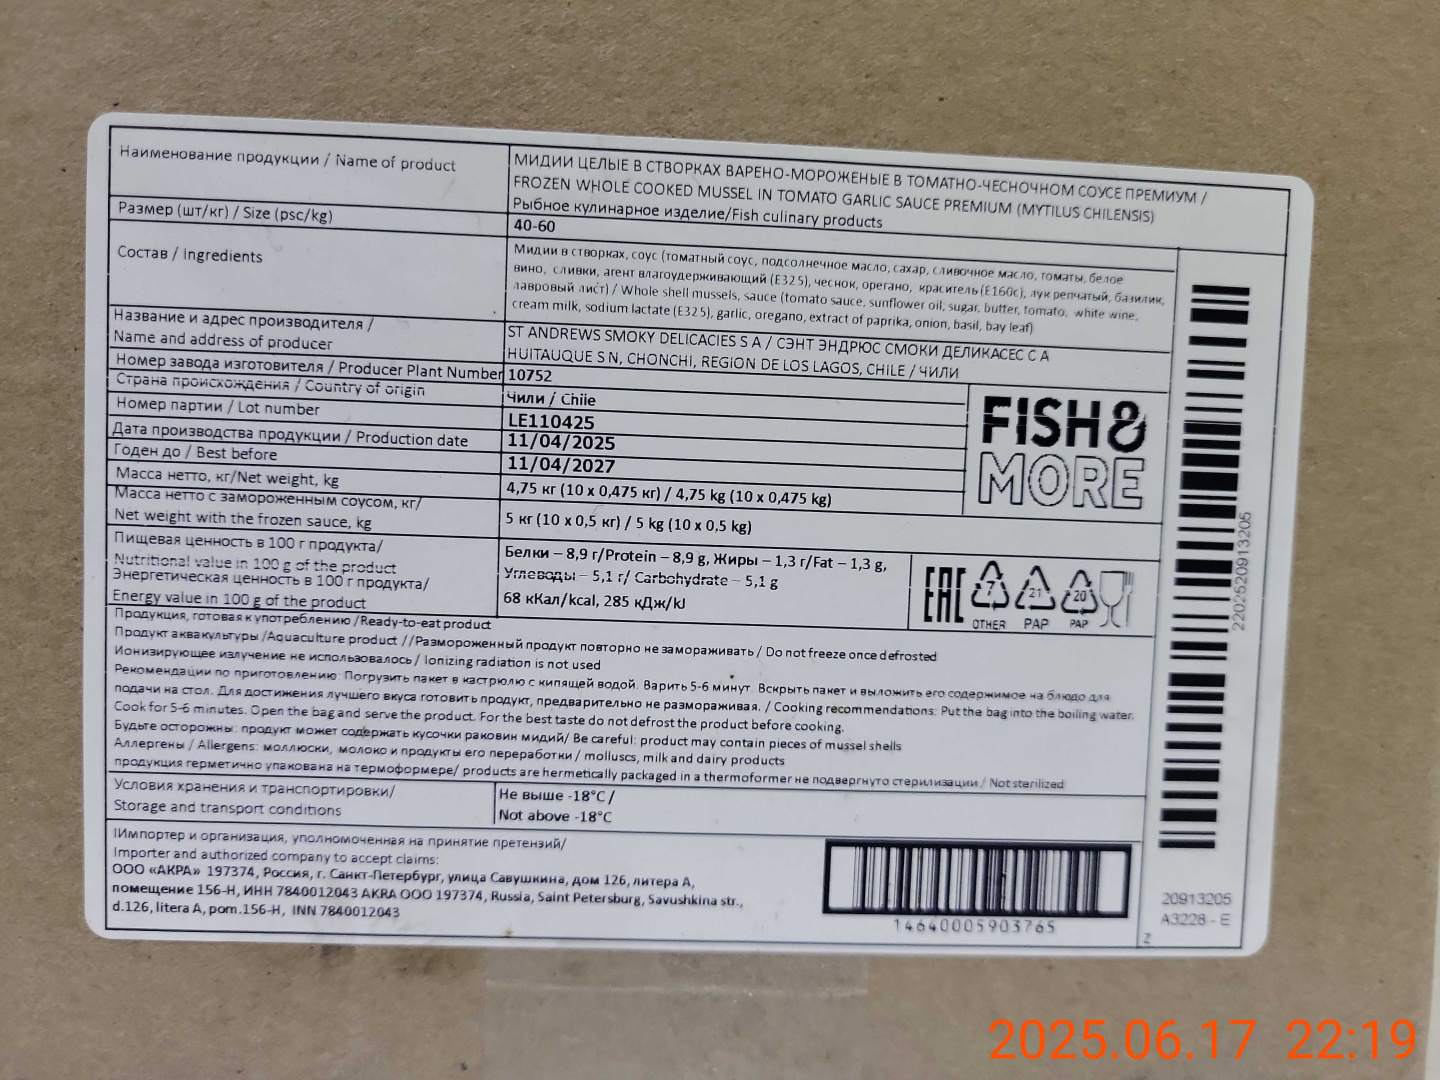 Наименование продукции / Name of product
МИДИИ ЦЕЛЫЕ В СТВОРКАХ ВАРЕНО-МОРОЖЕНЫЕ В ТОМАТНО-ЧЕСНОЧНОМ СОУСЕ ПРЕМИУМ /
FROZEN WHOLE COOKED MUSSEL IN TOMATO GARLIC SAUCE PREMIUM (MYTILUS CHILENSIS)
Рыбное кулинарное изделие/Fish culinary products
Размер (шт/кг) / Size (psc/kg)
40-60
Состав / Ingredients
Мидии в створках, соус (томатный соус, подсолнечное масло, сахар, сливочное масло, томаты, белое
вино, сливки, агент влагоудерживающий (Е325), чеснок, орегано, краситель (Е160с), лук репчатый, базилик,
лавровый лист) / Whole shell mussels, sauce (tomato sauce, sunflower oil, sugar, butter, tomato, white wine,
cream milk, sodium lactate (E325), garlic, oregano, extract of paprika, onion, basil, bay leaf)
Название и адрес производителя /
Name and address of producer
ST ANDREWS SMOKY DELICACIES S A / СЭНТ ЭНДРЮС СМОКИ ДЕЛИКАСЕС С А
HUITAUQUE S N, CHONCHI, REGION DE LOS LAGOS, CHILE / ЧИЛИ
Номер завода изготовителя / Producer Plant Number
10752
Страна происхождения / Country of origin
Чили / Chile
Номер партии / Lot number
LE110425
Дата производства продукции / Production date
11/04/2025
Годен до / Best before
11/04/2027
Масса нетто, кг/Net weight, kg
4,75 кг (10 х 0,475 кг) / 4,75 kg (10 x 0,475 kg)
FISH&
MORE
Масса нетто с замороженным соусом, кг/
Net weight with the frozen sauce, kg
5 кг (10 х 0,5 кг) / 5 kg (10 x 0,5 kg)
Пищевая ценность в 100 г продукта/
Nutritional value in 100 g of the product
Энергетическая ценность в 100 г продукта/
Energy value in 100 g of the product
Белки – 8,9 г/Protein – 8,9 g, Жиры – 1,3 г/Fat – 1,3 g,
Углеводы – 5,1 г/ Carbohydrate – 5,1 g
68 кКал/kcal, 285 кДж/kJ
EAC
7 21 20
OTHER PAP PAP
Продукция, готовая к употреблению /Ready-to-eat product
Продукт аквакультуры /Aquaculture product //Размороженный продукт повторно не замораживать / Do not freeze once defrosted
Ионизирующее излучение не использовалось / Ionizing radiation is not used
Рекомендации по приготовлению: Погрузить пакет в кастрюлю с кипящей водой. Варить 5-6 минут. Вскрыть пакет и выложить его содержимое на блюдо для
подачи на стол. Для достижения лучшего вкуса готовить продукт, предварительно не размораживая. / Cooking recommendations: Put the bag into the boiling water.
Cook for 5-6 minutes. Open the bag and serve the product. For the best taste do not defrost the product before cooking.
Будьте осторожны: продукт может содержать кусочки раковин мидий/ Be careful: product may contain pieces of mussel shells
Аллергены / Allergens: моллюски, молоко и продукты его переработки / molluscs, milk and dairy products
продукция герметично упакована на термоформере/ products are hermetically packaged in a thermoformer не подвергнуто стерилизации / Not sterilized
Условия хранения и транспортировки/
Storage and transport conditions
Не выше -18°С /
Not above -18°C
Импортер и организация, уполномоченная на принятие претензий/
Importer and authorized company to accept claims:
ООО «АКРА» 197374, Россия, г. Санкт-Петербург, улица Савушкина, дом 126, литера А,
помещение 156-Н, ИНН 7840012043 AKRA OOO 197374, Russia, Saint Petersburg, Savushkina str.,
d.126, litera A, pom.156-H, INN 7840012043
14640005903765
220252091​3205
20913205
A3228 - E
Z
2025.06.17 22:19